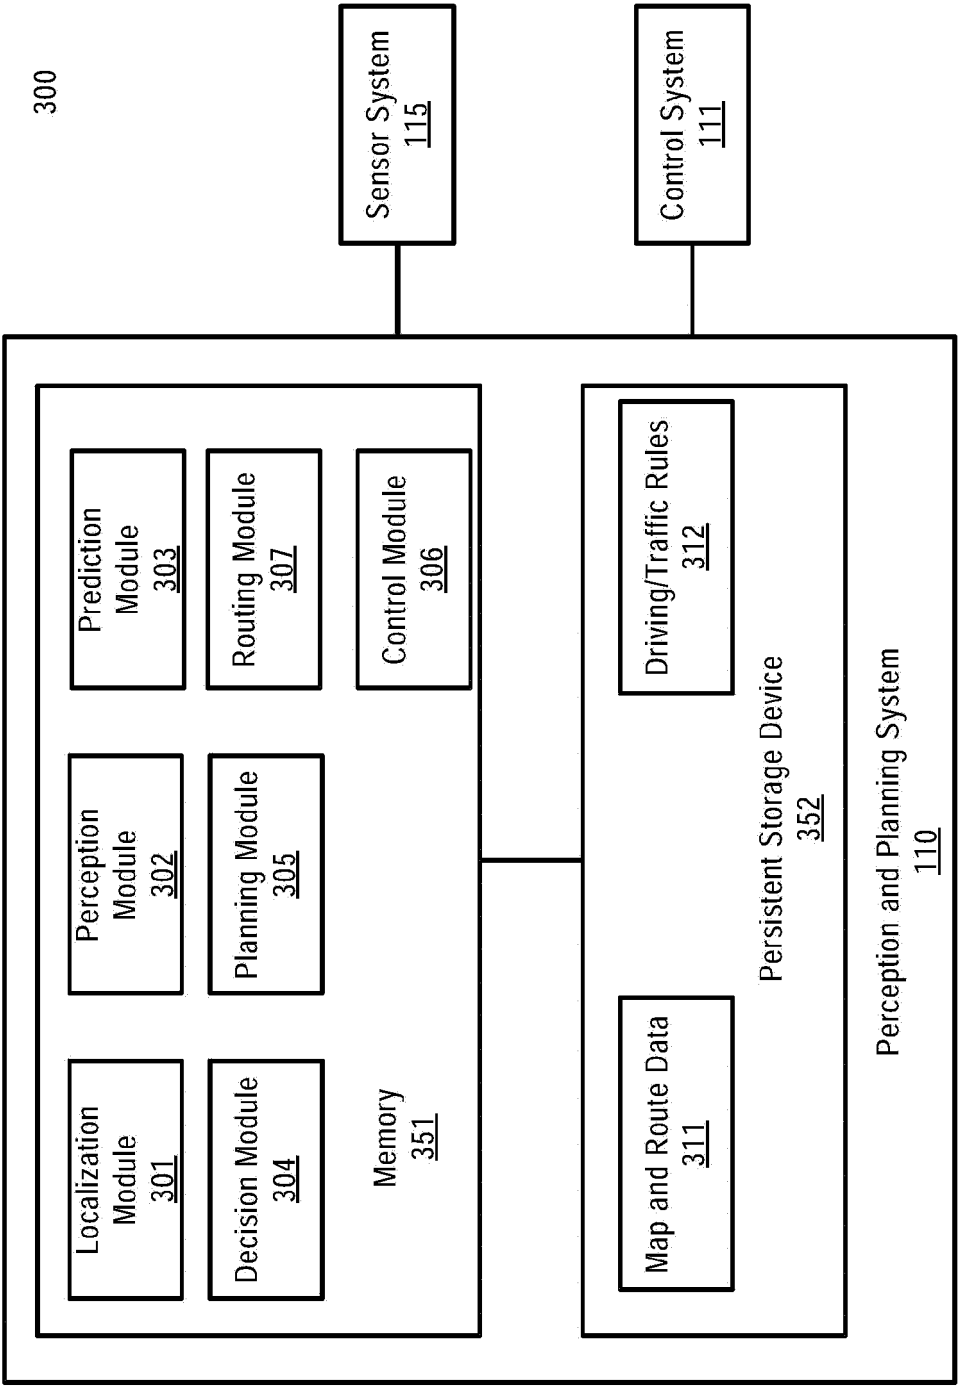 300
Localization
Module
301
Perception
Module
302
Prediction
Module
303
Decision Module
304
Planning Module
305
Routing Module
307
Control Module
306
Memory
351
Sensor System
115
Map and Route Data
311
Driving/Traffic Rules
312
Persistent Storage Device
352
Control System
111
Perception and Planning System
110